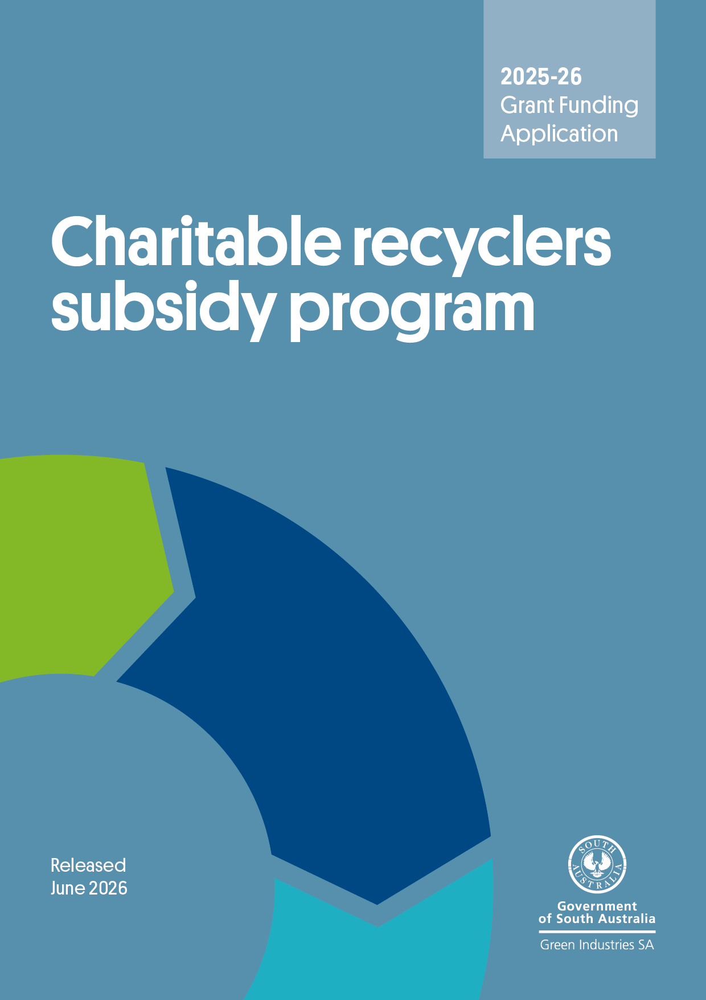 2025-26
Grant Funding
Application
Charitable recyclers
subsidy program
Released
June 2026
SOUTH
AUSTRALIA
Government
of South Australia
Green Industries SA